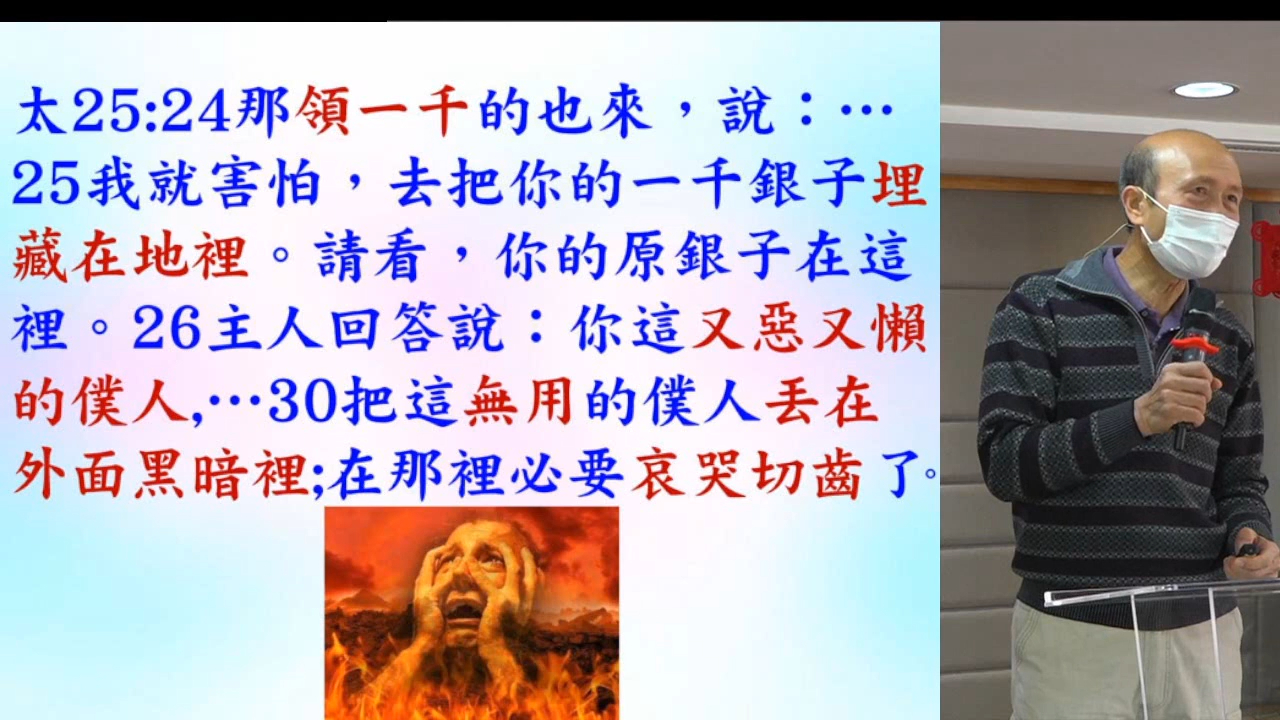 太25:24那領一千的也來，說：…
25我就害怕，去把你的一千銀子埋
藏在地裡。請看，你的原銀子在這
裡。26主人回答說：你這又惡又懶
的僕人,…30把這無用的僕人丟在
外面黑暗裡;在那裡必要哀哭切齒了。